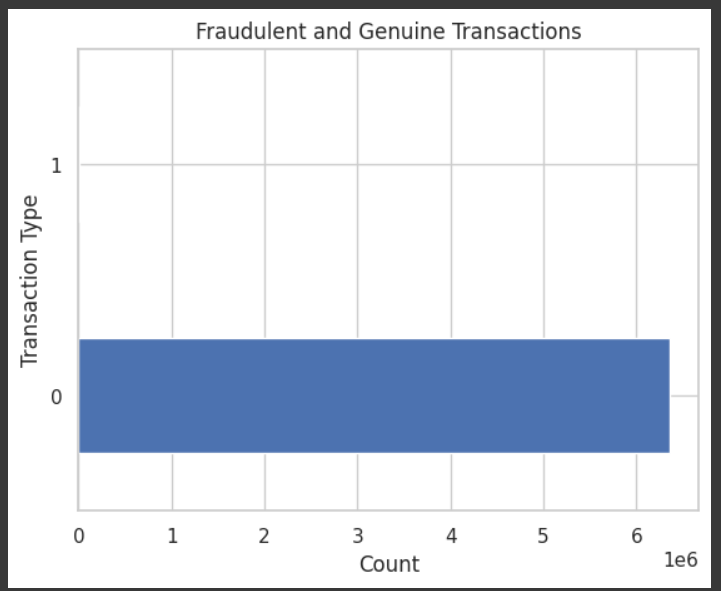 Fraudulent and Genuine Transactions
Transaction Type
1
0
0 1 2 3 4 5 6
1e6
Count